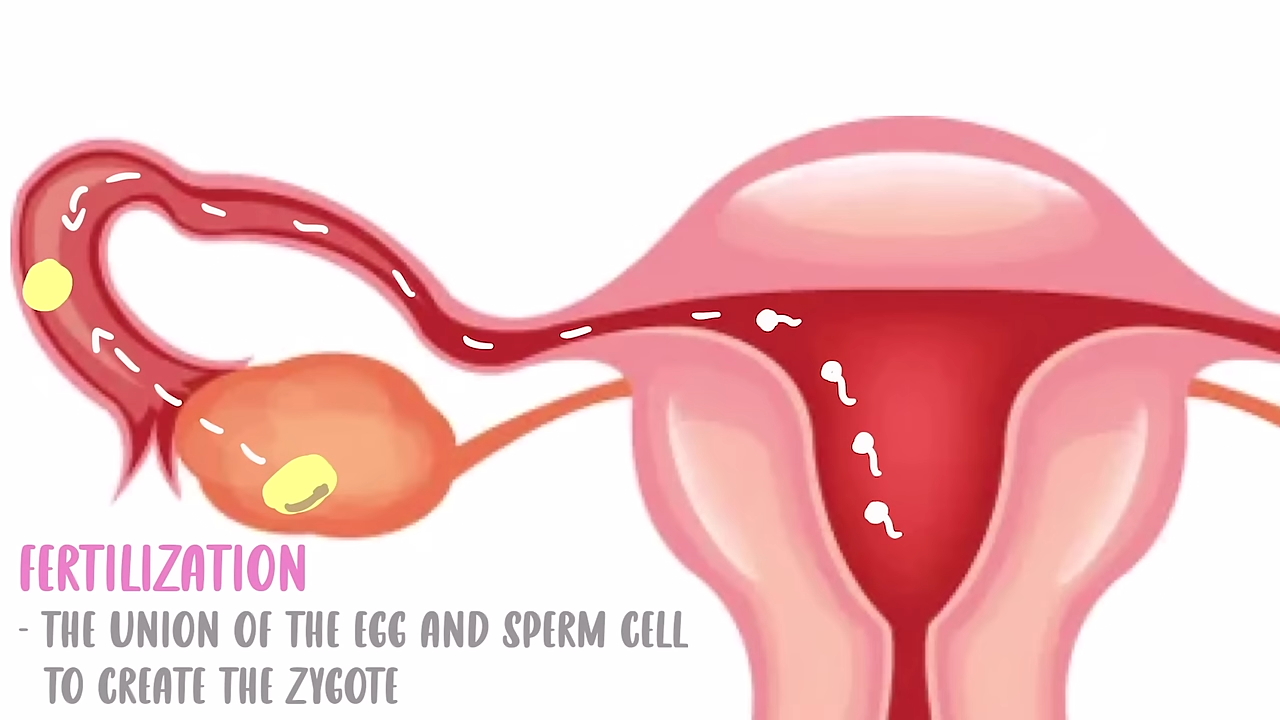 FERTILIZATION
- THE UNION OF THE EGG AND SPERM CELL
TO CREATE THE ZYGOTE